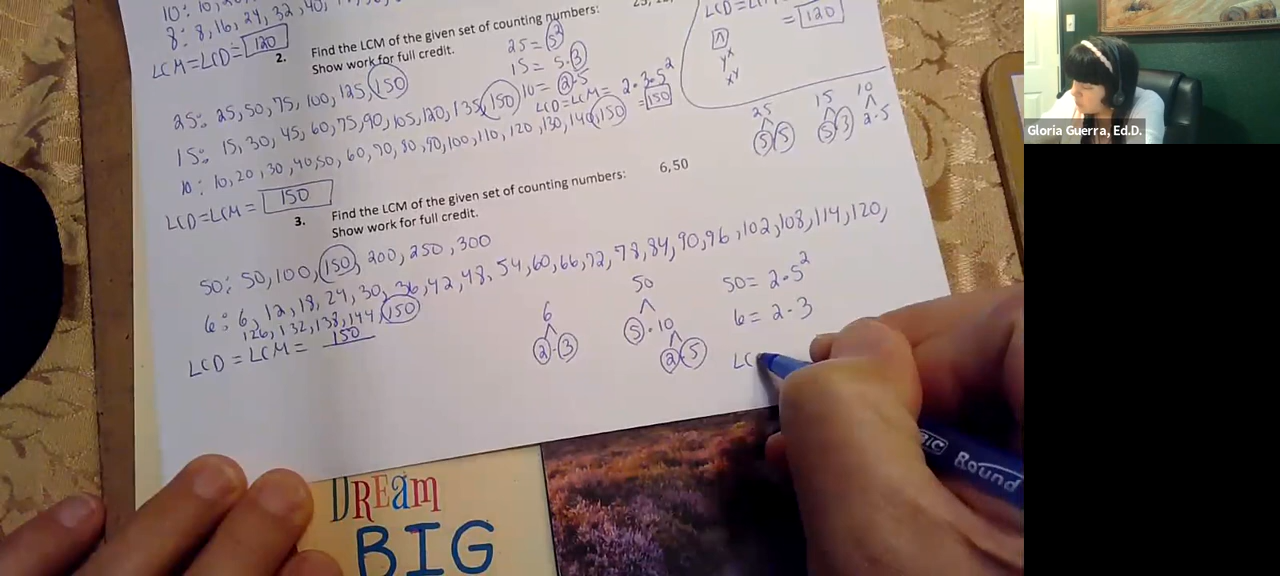 8: 8, 16, 24, 32, 40,
LCM=LCD= 120
LCD=LCM
= 120
2. Find the LCM of the given set of counting numbers:
Show work for full credit.
25 = 5²
15 = 5·3
10 = 2·5
LCD=LCM= 2·3·5²
= 150
25: 25, 50, 75, 100, 125, 150
15: 15, 30, 45, 60, 75, 90, 105, 120, 135, 150
10: 10, 20, 30, 40, 50, 60, 70, 80, 90, 100, 110, 120, 130, 140, 150
LCD=LCM= 150
25
5 5
15
5 3
10
2·5
3. Find the LCM of the given set of counting numbers: 6,50
Show work for full credit.
50: 50, 100, 150, 200, 250, 300
6: 6, 12, 18, 24, 30, 36, 42, 48, 54, 60, 66, 72, 78, 84, 90, 96, 102, 108, 114, 120,
126, 132, 138, 144, 150
LCD = LCM = 150
6
2·3
50
5·10
2·5
50= 2·5²
6= 2·3
LC
DREAM
BIG
BIC Round
Gloria Guerra, Ed.D.